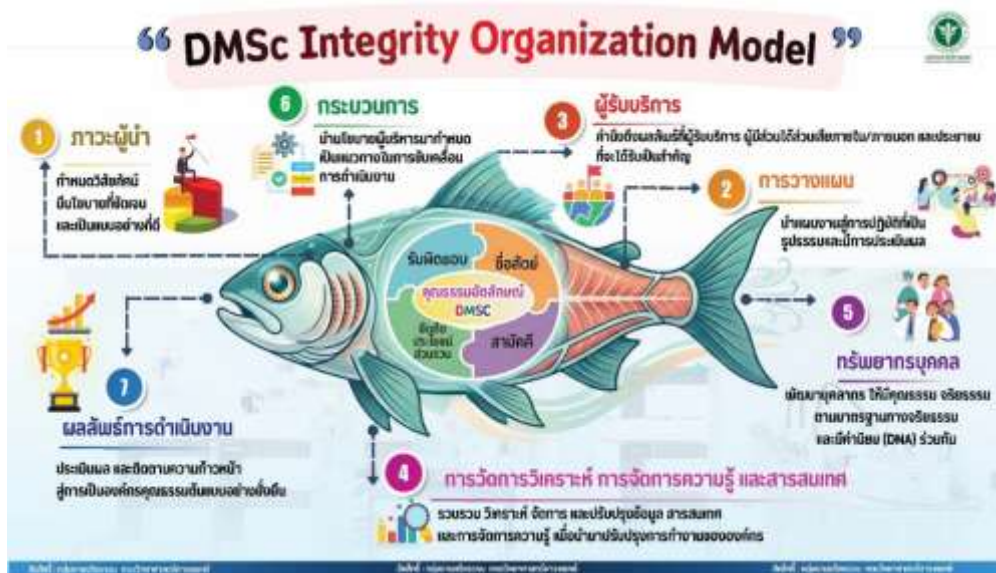 “ DMSc Integrity Organization Model ”
1 ภาวะผู้นำ
กำหนดวิสัยทัศน์
มีนโยบายที่ชัดเจน
และเป็นแบบอย่างที่ดี
6 กระบวนการ
นำนโยบายผู้บริหารมากำหนด
เป็นแนวทางในการขับเคลื่อน
การดำเนินงาน
3 ผู้รับบริการ
คำนึงถึงผลลัพธ์ที่ผู้รับบริการ ผู้มีส่วนได้ส่วนเสียภายใน/ภายนอก และประชาชน
ที่จะได้รับเป็นสำคัญ
2 การวางแผน
นำแผนงานสู่การปฏิบัติที่เป็น
รูปธรรมและมีการประเมินผล
รับผิดชอบ
ซื่อสัตย์
คุณธรรมอัตลักษณ์
DMSC
ยึดถือ
ประโยชน์
ส่วนรวม
สามัคคี
5
ทรัพยากรบุคคล
พัฒนาบุคลากร ให้มีคุณธรรม จริยธรรม
ตามมาตรฐานทางจริยธรรม
และมีค่านิยม (DNA) ร่วมกัน
7
ผลลัพธ์การดำเนินงาน
ประเมินผล และติดตามความก้าวหน้า
สู่การเป็นองค์กรคุณธรรมต้นแบบอย่างยั่งยืน
4 การวัดการวิเคราะห์ การจัดการความรู้ และสารสนเทศ
รวบรวม วิเคราะห์ จัดการ และปรับปรุงข้อมูล สารสนเทศ
และการจัดการความรู้ เพื่อนำมาปรับปรุงการทำงานขององค์กร